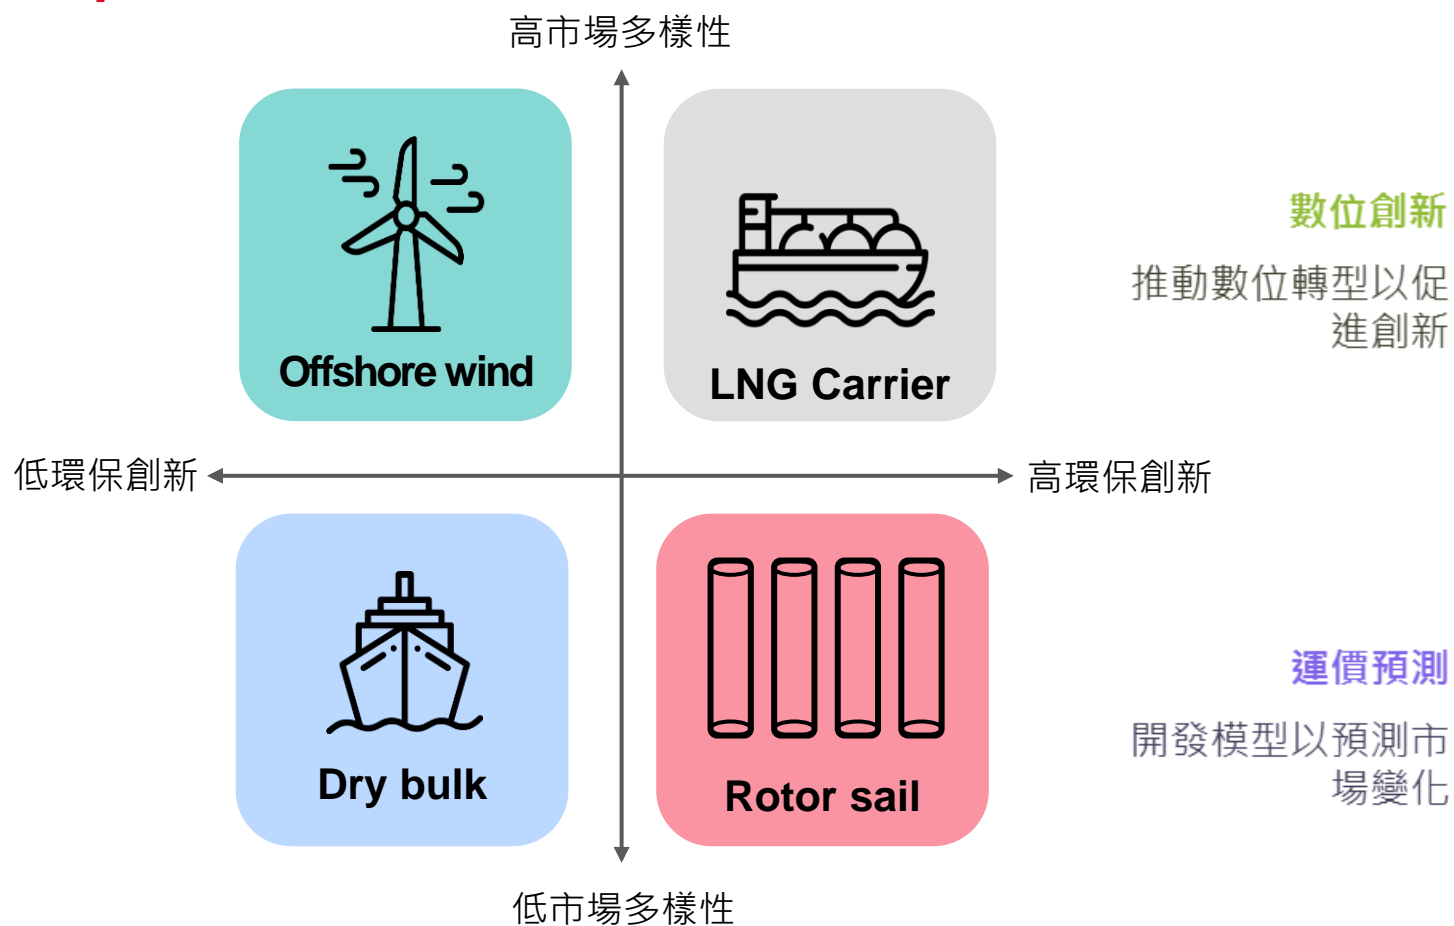 高市場多樣性
Offshore wind
LNG Carrier
數位創新
推動數位轉型以促
進創新
低環保創新
高環保創新
Dry bulk
Rotor sail
運價預測
開發模型以預測市
場變化
低市場多樣性